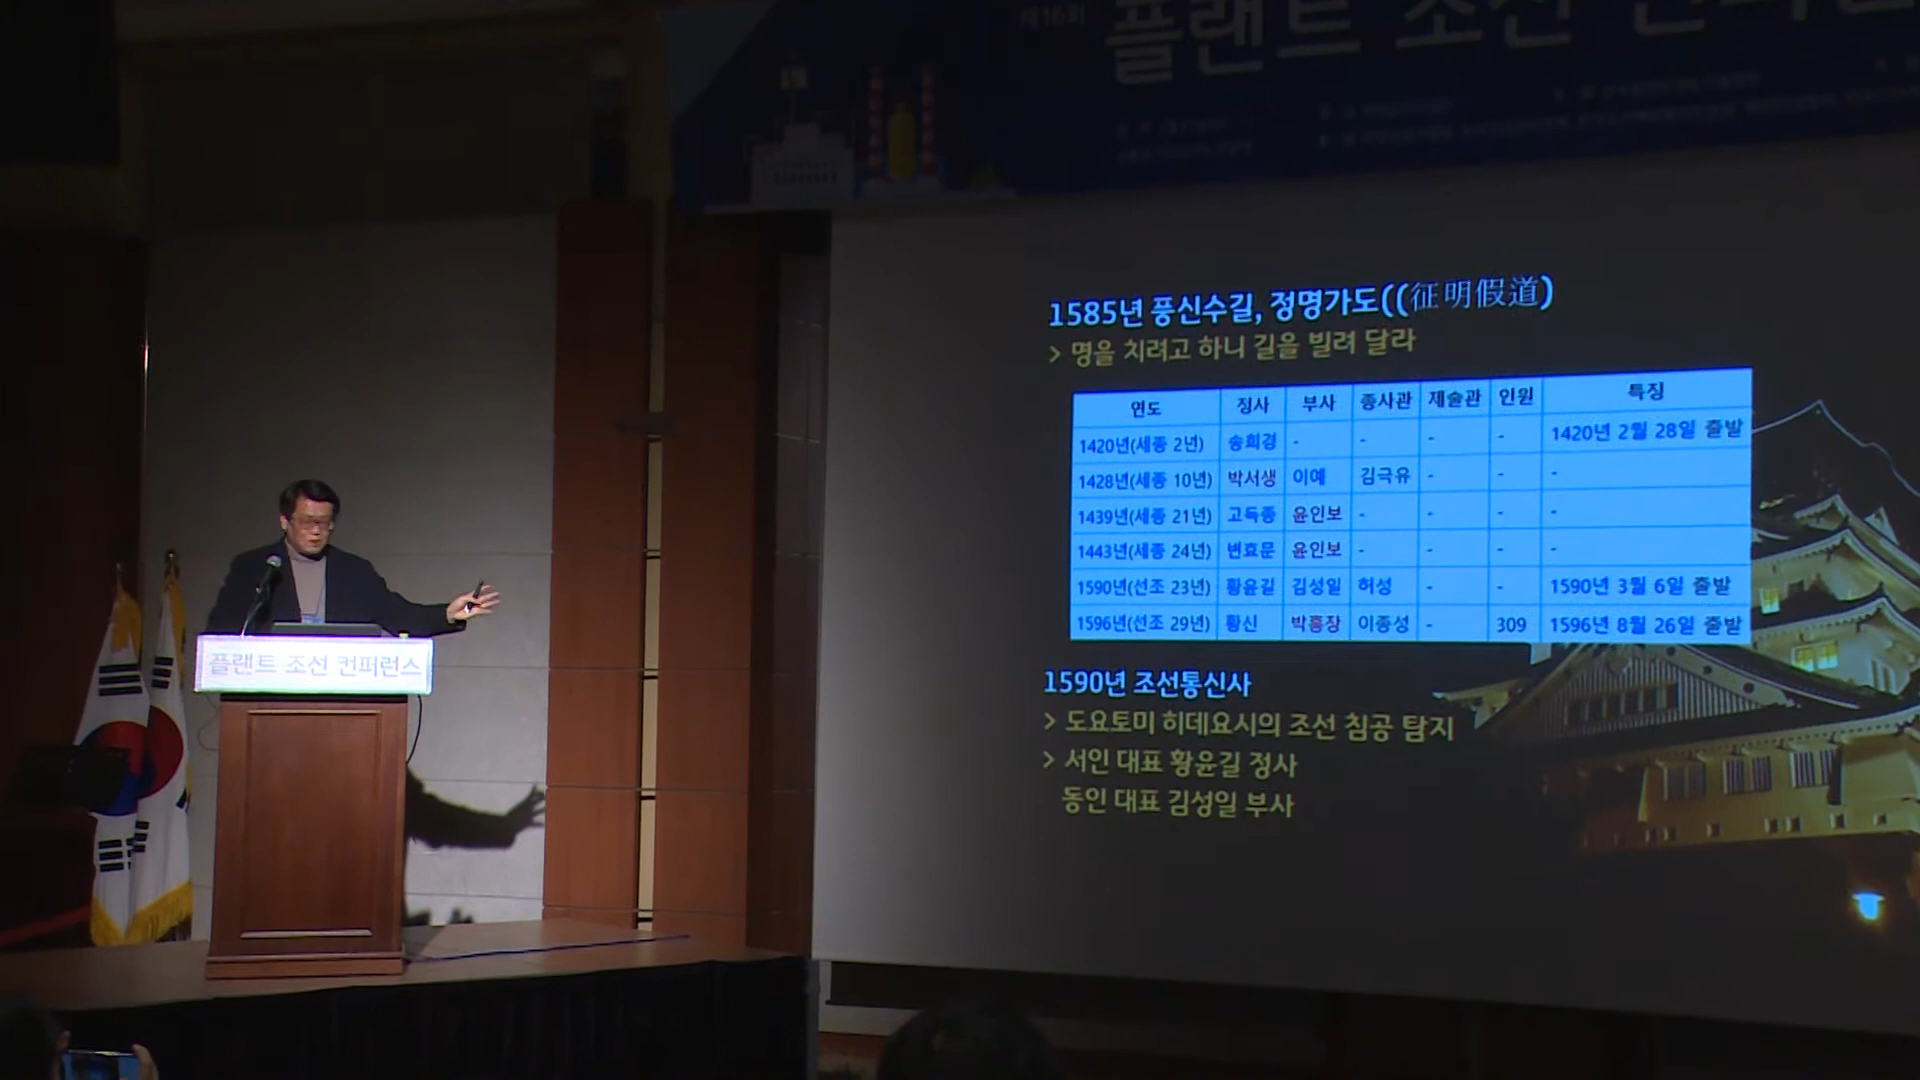 제16회
플랜트 조선
1585년 풍신수길, 정명가도((征明假道)
> 명을 치려고 하니 길을 빌려 달라
연도 정사 부사 종사관 제술관 인원 특징
1420년(세종 2년) 송희경 - - - - 1420년 2월 28일 출발
1428년(세종 10년) 박서생 이예 김극유 - - -
1439년(세종 21년) 고득종 윤인보 - - - -
1443년(세종 24년) 변효문 윤인보 - - - -
1590년(선조 23년) 황윤길 김성일 허성 - - 1590년 3월 6일 출발
1596년(선조 29년) 황신 박홍장 이종성 - 309 1596년 8월 26일 출발
1590년 조선통신사
> 도요토미 히데요시의 조선 침공 탐지
> 서인 대표 황윤길 정사
동인 대표 김성일 부사
플랜트 조선 컨퍼런스